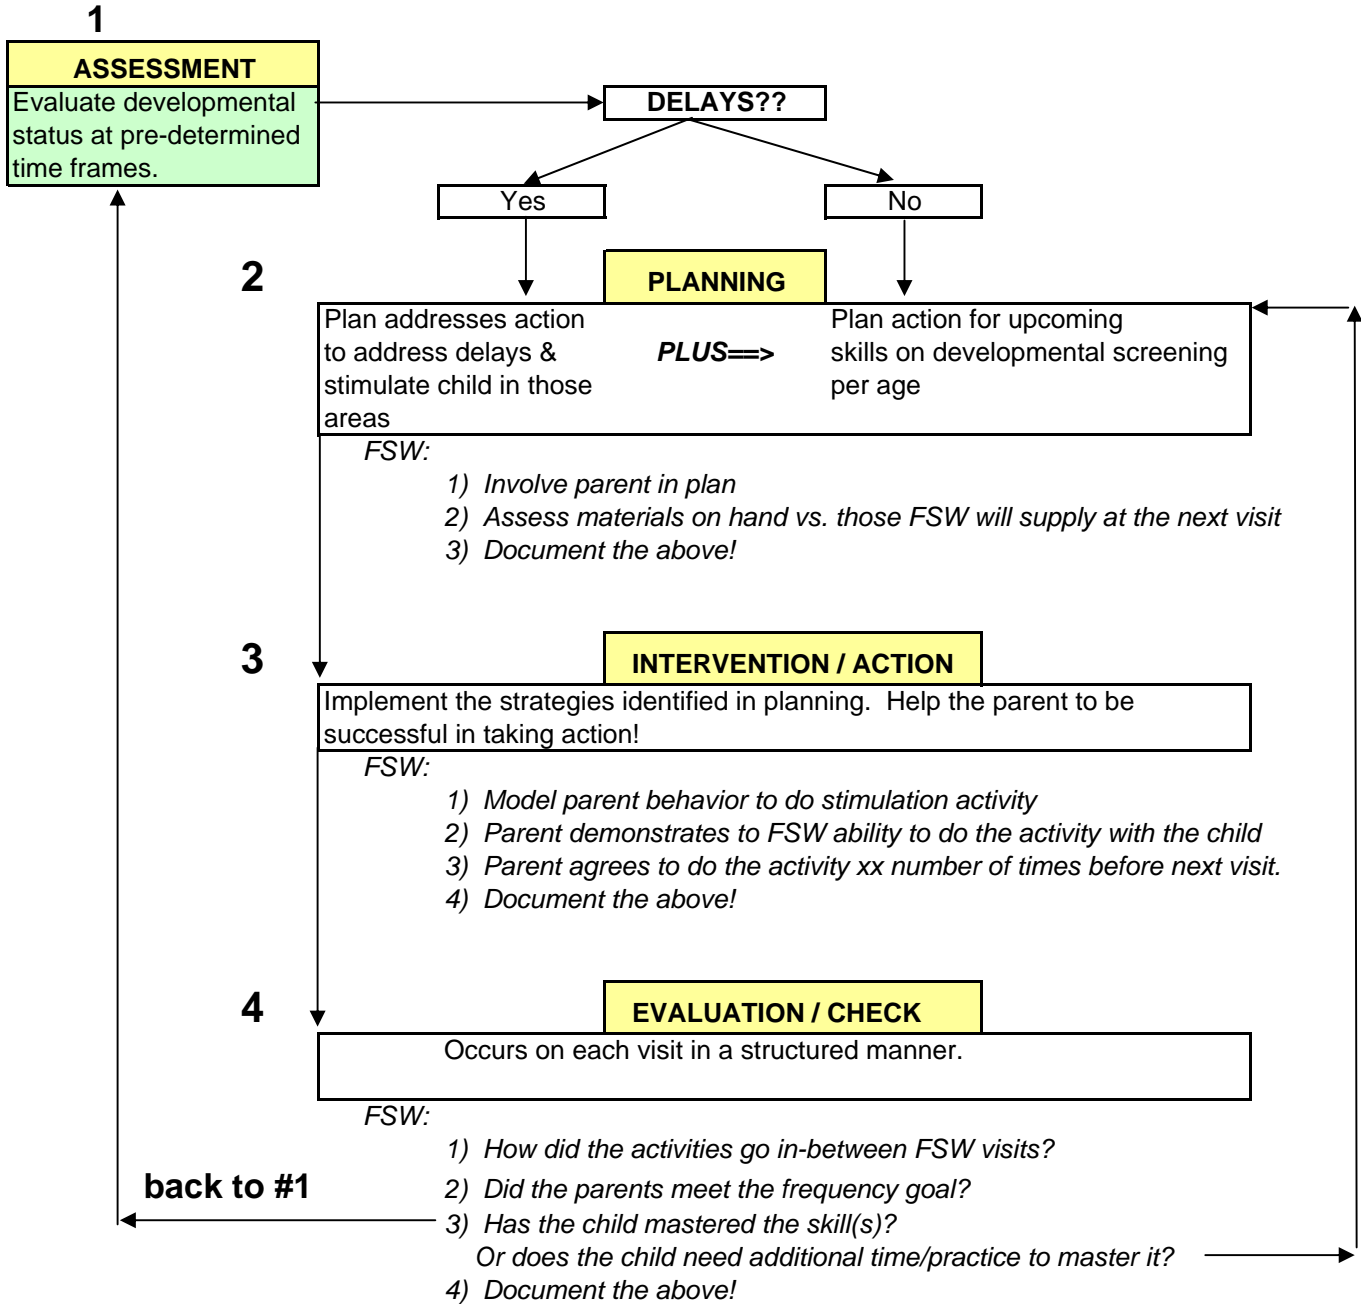 1
ASSESSMENT
Evaluate developmental
status at pre-determined
time frames.
DELAYS??
Yes
No
2
PLANNING
Plan addresses action
to address delays &
stimulate child in those
areas
PLUS==>
Plan action for upcoming
skills on developmental screening
per age
FSW:
1) Involve parent in plan
2) Assess materials on hand vs. those FSW will supply at the next visit
3) Document the above!
3
INTERVENTION / ACTION
Implement the strategies identified in planning. Help the parent to be
successful in taking action!
FSW:
1) Model parent behavior to do stimulation activity
2) Parent demonstrates to FSW ability to do the activity with the child
3) Parent agrees to do the activity xx number of times before next visit.
4) Document the above!
4
EVALUATION / CHECK
Occurs on each visit in a structured manner.
FSW:
1) How did the activities go in-between FSW visits?
back to #1
2) Did the parents meet the frequency goal?
3) Has the child mastered the skill(s)?
Or does the child need additional time/practice to master it?
4) Document the above!